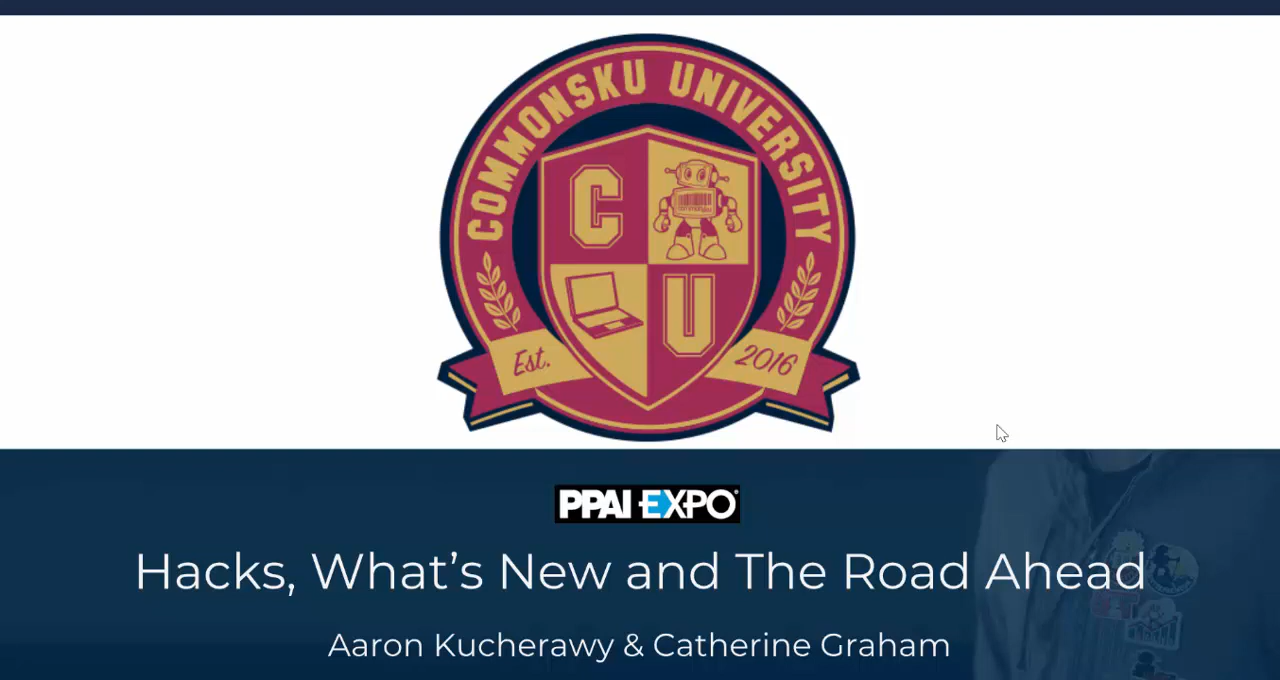 COMMONSKU UNIVERSITY
C
U
Est. 2016
PPAI EXPO®
Hacks, What's New and The Road Ahead
Aaron Kucherawy & Catherine Graham